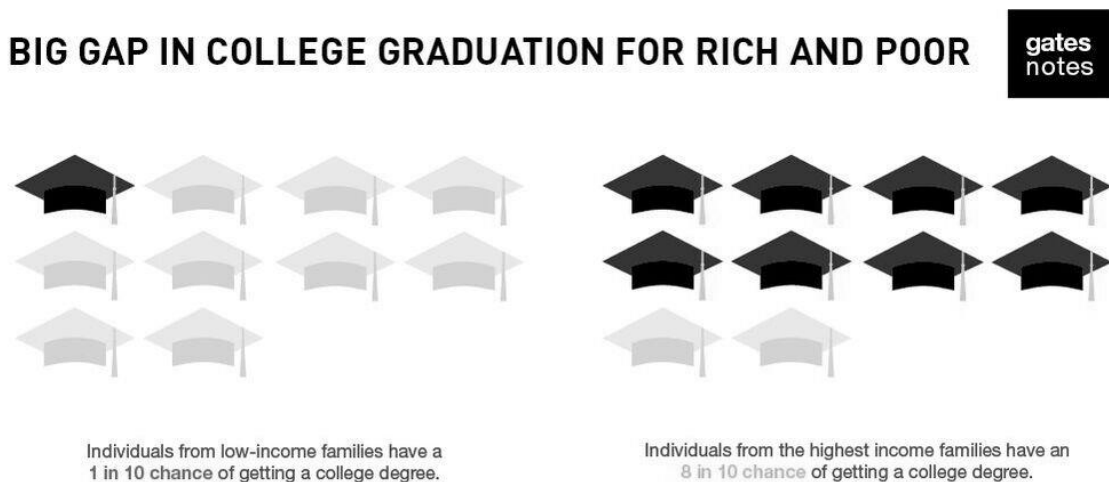 BIG GAP IN COLLEGE GRADUATION FOR RICH AND POOR
gates
notes
Individuals from low-income families have a
1 in 10 chance of getting a college degree.
Individuals from the highest income families have an
8 in 10 chance of getting a college degree.